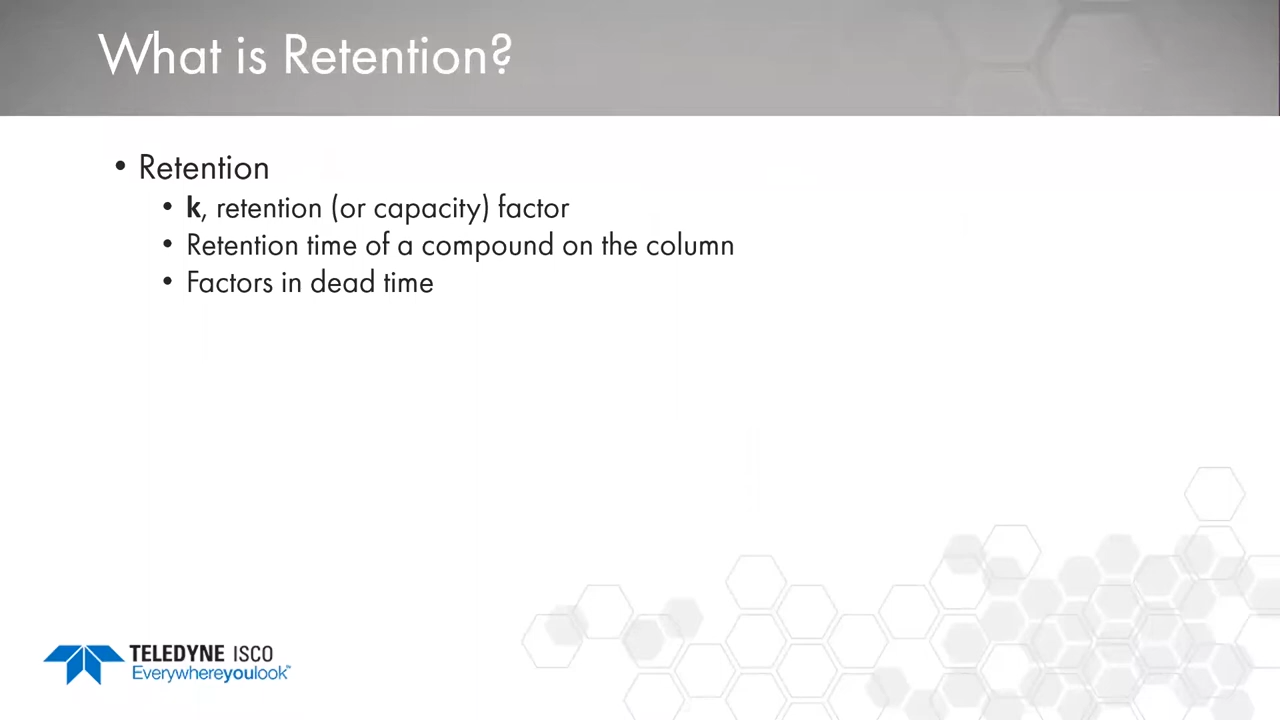 What is Retention?
• Retention
• k, retention (or capacity) factor
• Retention time of a compound on the column
• Factors in dead time
TELEDYNE ISCO
Everywhereyoulook™